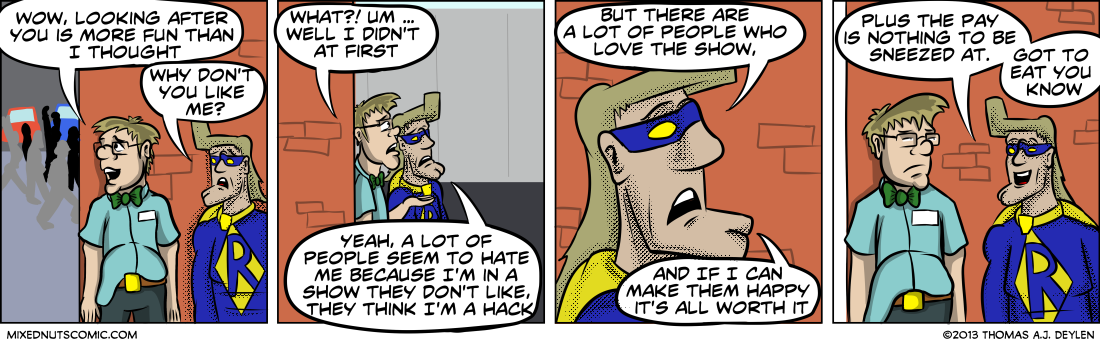 WOW, LOOKING AFTER
YOU IS MORE FUN THAN
I THOUGHT
WHY DON'T
YOU LIKE
ME?
R
WHAT?! UM ...
WELL I DIDN'T
AT FIRST
YEAH, A LOT OF
PEOPLE SEEM TO HATE
ME BECAUSE I'M IN A
SHOW THEY DON'T LIKE,
THEY THINK I'M A HACK
BUT THERE ARE
A LOT OF PEOPLE WHO
LOVE THE SHOW,
AND IF I CAN
MAKE THEM HAPPY
IT'S ALL WORTH IT
PLUS THE PAY
IS NOTHING TO BE
SNEEZED AT.
GOT TO
EAT YOU
KNOW
R
MIXEDNUTSCOMIC.COM
©2013 THOMAS A.J. DEYLEN